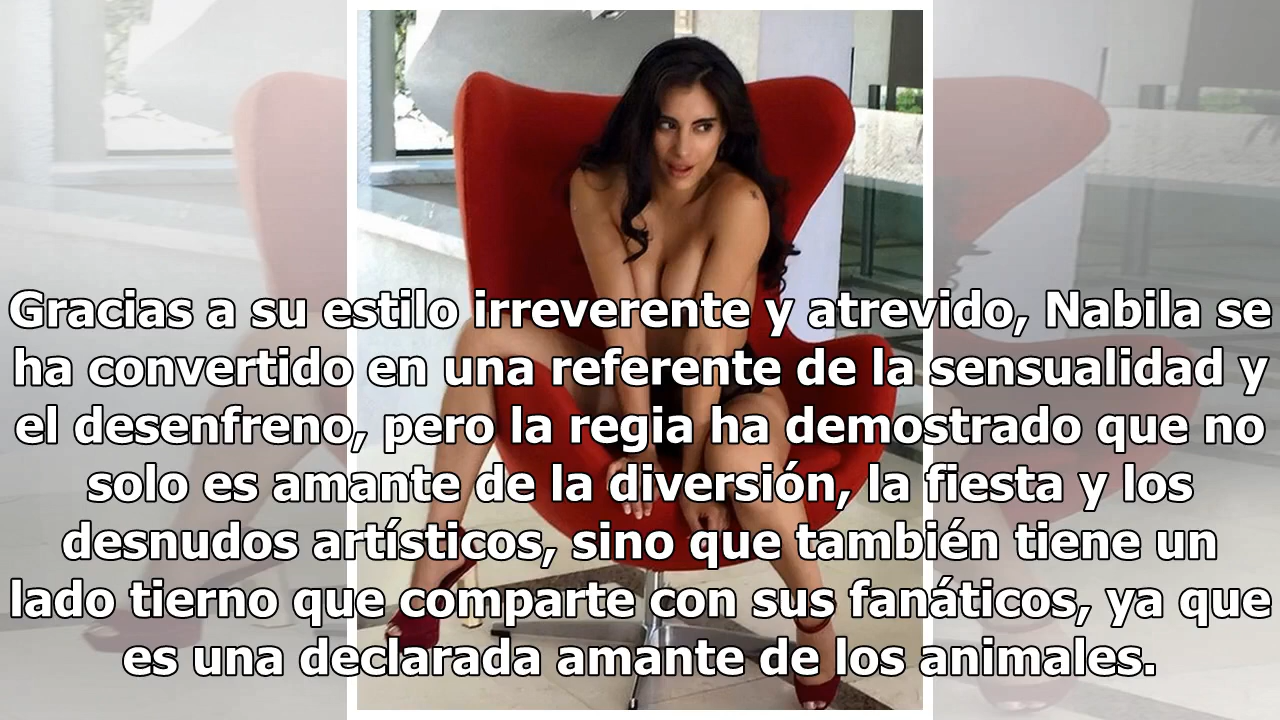 Gracias a su estilo irreverente y atrevido, Nabila se
ha convertido en una referente de la sensualidad y
el desenfreno, pero la regia ha demostrado que no
solo es amante de la diversión, la fiesta y los
desnudos artísticos, sino que también tiene un
lado tierno que comparte con sus fanáticos, ya que
es una declarada amante de los animales.